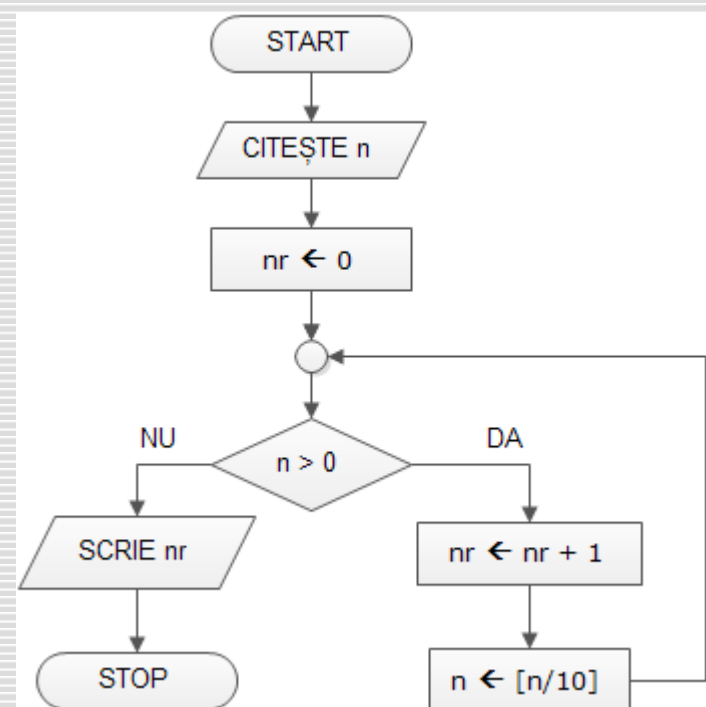 START
CITEȘTE n
nr ← 0
NU
DA
n > 0
SCRIE nr
nr ← nr + 1
STOP
n ← [n/10]